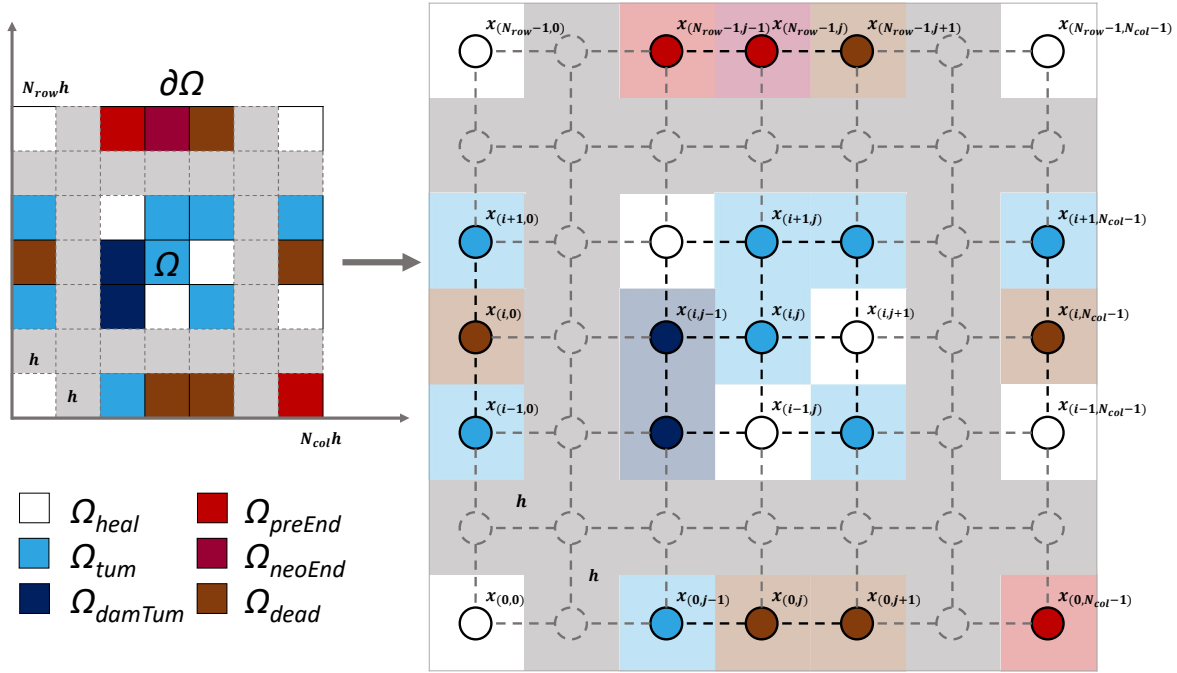 N_row h
∂Ω
Ω
h
h
N_col h
Ω_heal
Ω_preEnd
Ω_tum
Ω_neoEnd
Ω_damTum
Ω_dead
x_(N_row−1,0) x_(N_row−1,j−1) x_(N_row−1,j) x_(N_row−1,j+1) x_(N_row−1,N_col−1)
x_(i+1,0) x_(i+1,j) x_(i+1,N_col−1)
x_(i,0) x_(i,j−1) x_(i,j) x_(i,j+1) x_(i,N_col−1)
x_(i−1,0) x_(i−1,j) x_(i−1,N_col−1)
h
h
x_(0,0) x_(0,j−1) x_(0,j) x_(0,j+1) x_(0,N_col−1)